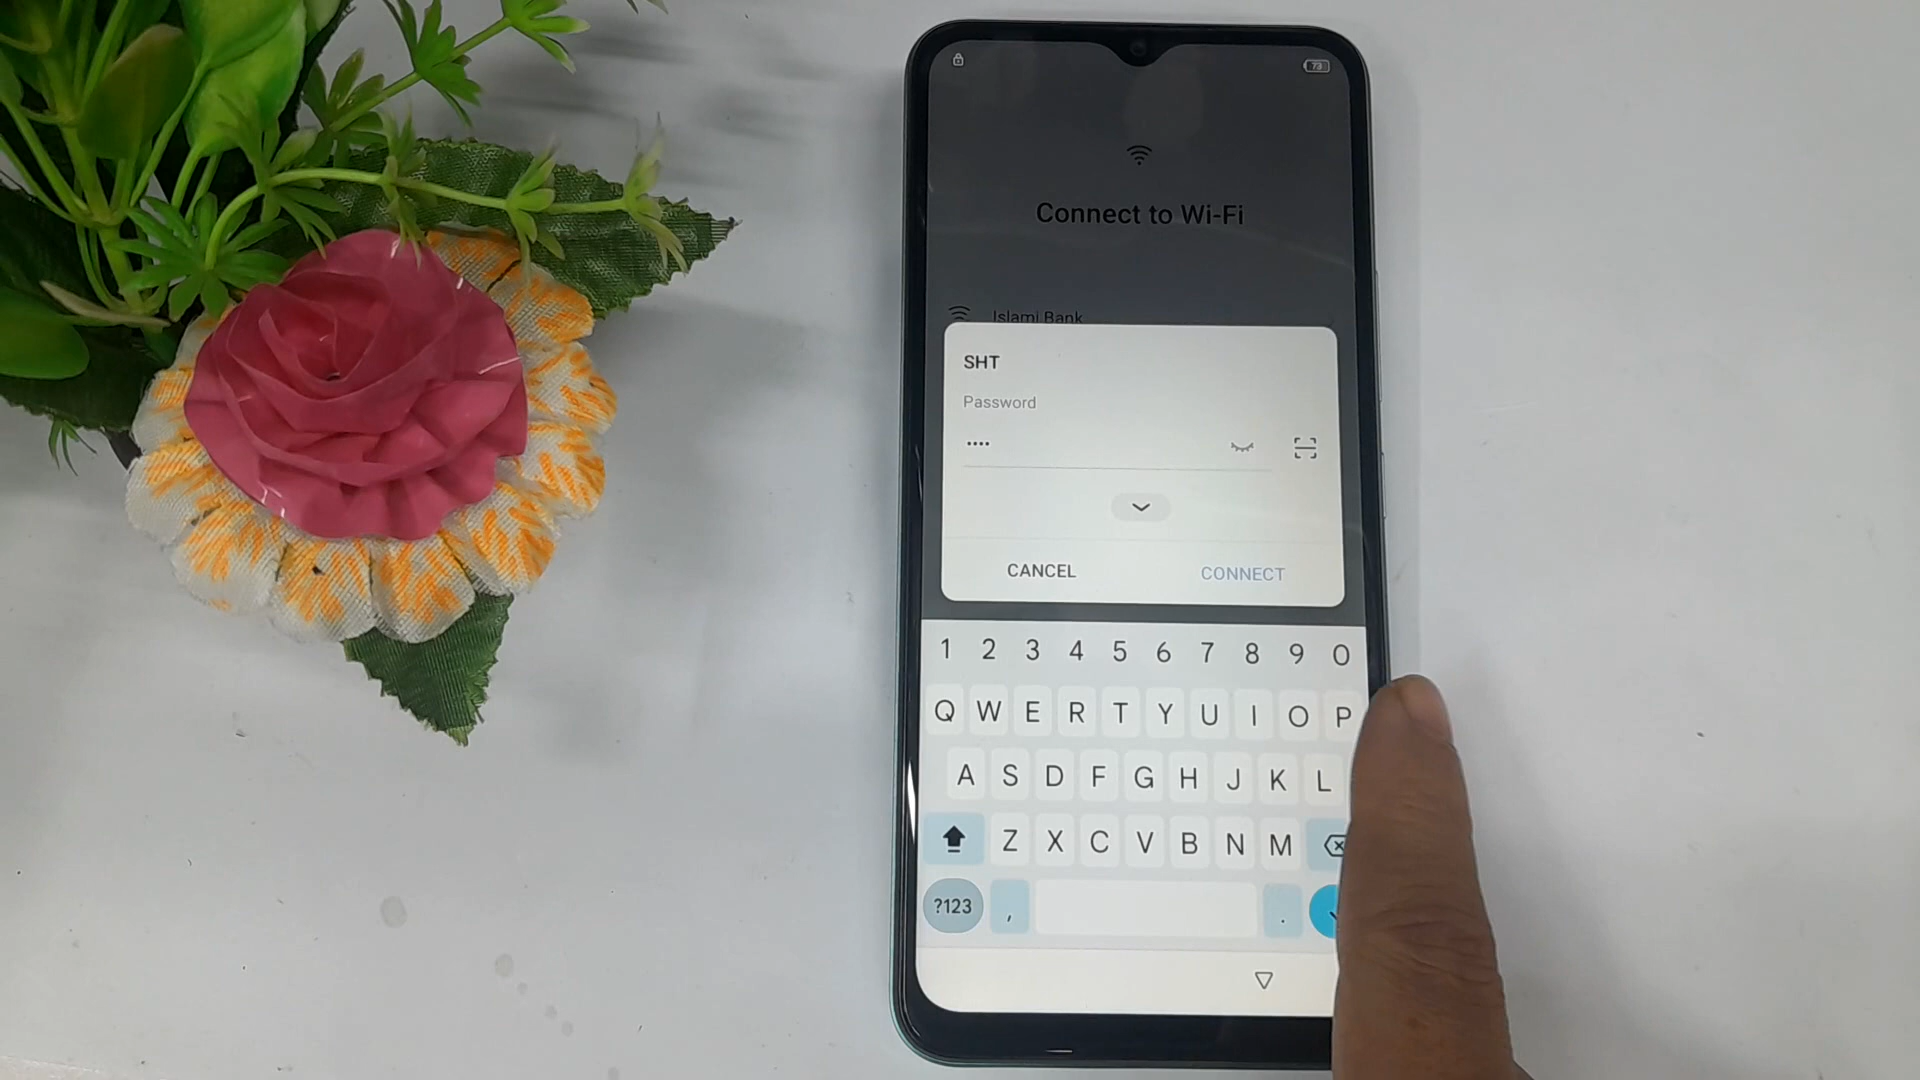 73
Connect to Wi-Fi
Islami Bank
SHT
Password
••••
CANCEL
CONNECT
1 2 3 4 5 6 7 8 9 0
Q W E R T Y U I O P
A S D F G H J K L
Z X C V B N M
?123 , .